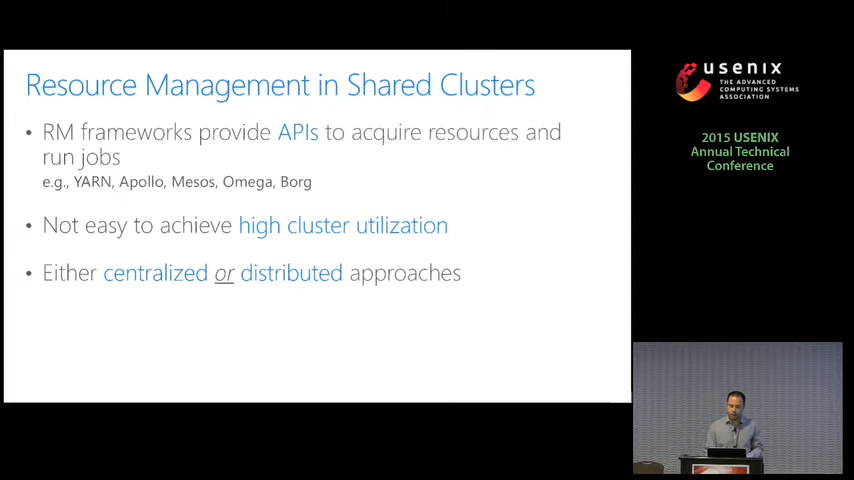 Resource Management in Shared Clusters
• RM frameworks provide APIs to acquire resources and
run jobs
e.g., YARN, Apollo, Mesos, Omega, Borg
• Not easy to achieve high cluster utilization
• Either centralized or distributed approaches
usenix
THE ADVANCED
COMPUTING SYSTEMS
ASSOCIATION
2015 USENIX
Annual Technical
Conference